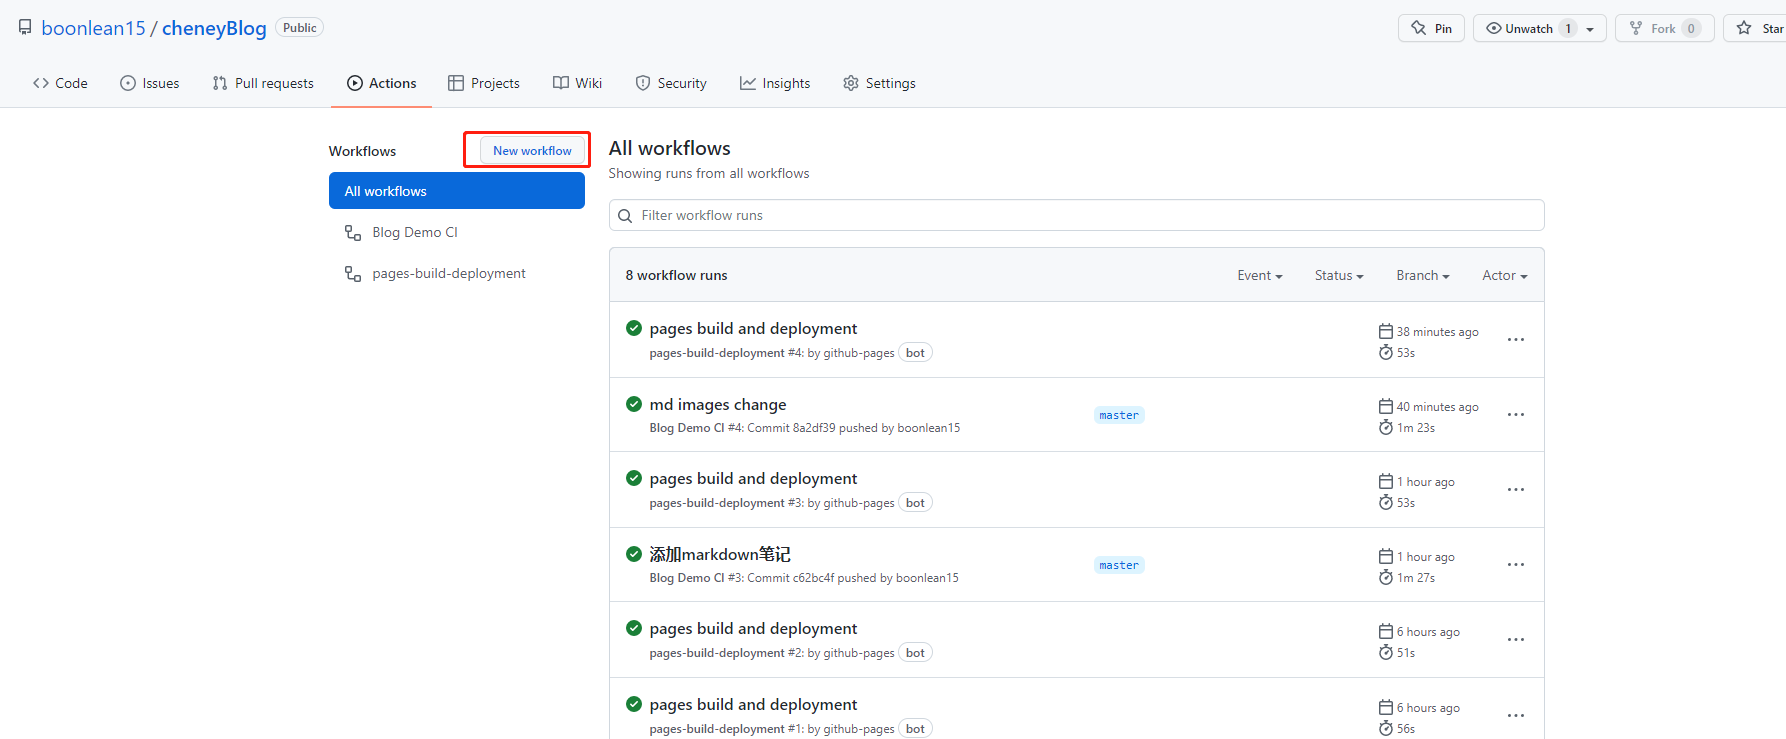 boonlean15 / cheneyBlog Public
Pin Unwatch 1 Fork 0 Star
Code Issues Pull requests Actions Projects Wiki Security Insights Settings
Workflows New workflow
All workflows
Blog Demo CI
pages-build-deployment
All workflows
Showing runs from all workflows
Filter workflow runs
8 workflow runs Event Status Branch Actor
pages build and deployment
pages-build-deployment #4: by github-pages bot
38 minutes ago
53s
md images change
Blog Demo CI #4: Commit 8a2df39 pushed by boonlean15
master
40 minutes ago
1m 23s
pages build and deployment
pages-build-deployment #3: by github-pages bot
1 hour ago
53s
添加markdown笔记
Blog Demo CI #3: Commit c62bc4f pushed by boonlean15
master
1 hour ago
1m 27s
pages build and deployment
pages-build-deployment #2: by github-pages bot
6 hours ago
51s
pages build and deployment
pages-build-deployment #1: by github-pages bot
6 hours ago
56s